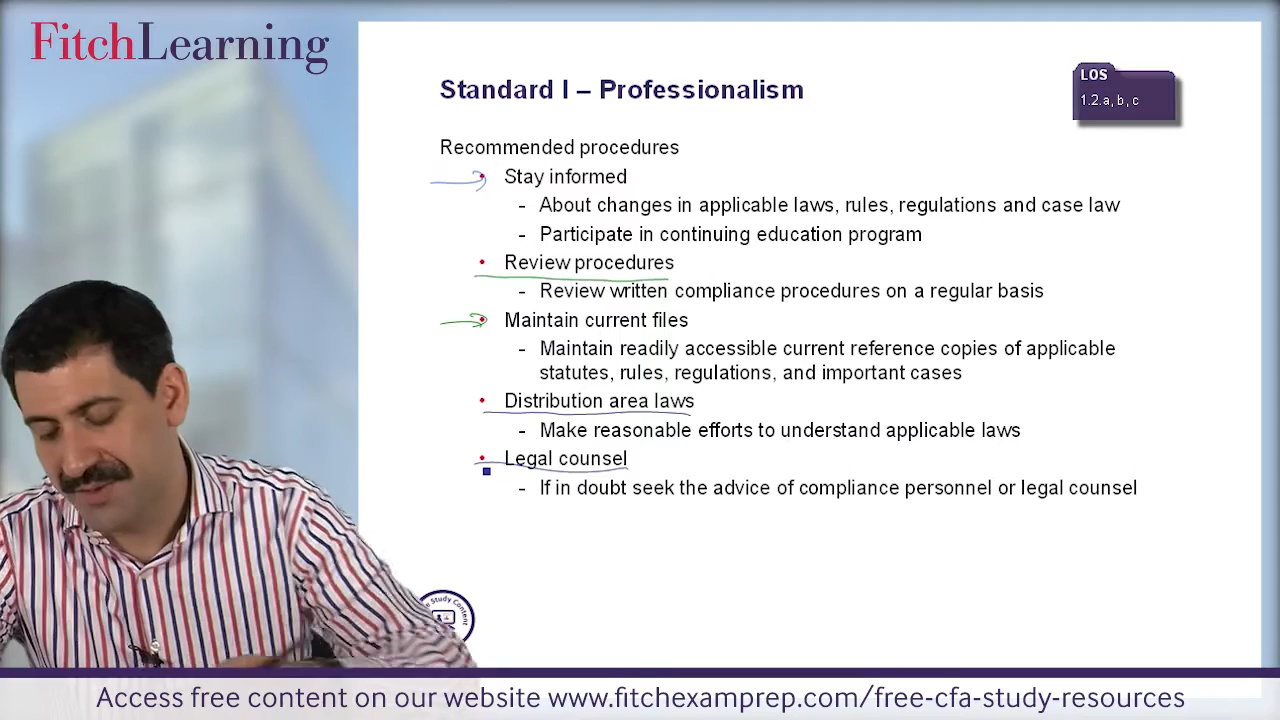 FitchLearning
Standard I – Professionalism
LOS
1.2.a, b, c
Recommended procedures
• Stay informed
- About changes in applicable laws, rules, regulations and case law
- Participate in continuing education program
• Review procedures
- Review written compliance procedures on a regular basis
• Maintain current files
- Maintain readily accessible current reference copies of applicable
statutes, rules, regulations, and important cases
• Distribution area laws
- Make reasonable efforts to understand applicable laws
• Legal counsel
- If in doubt seek the advice of compliance personnel or legal counsel
Study Content
Access free content on our website www.fitchexamprep.com/free-cfa-study-resources